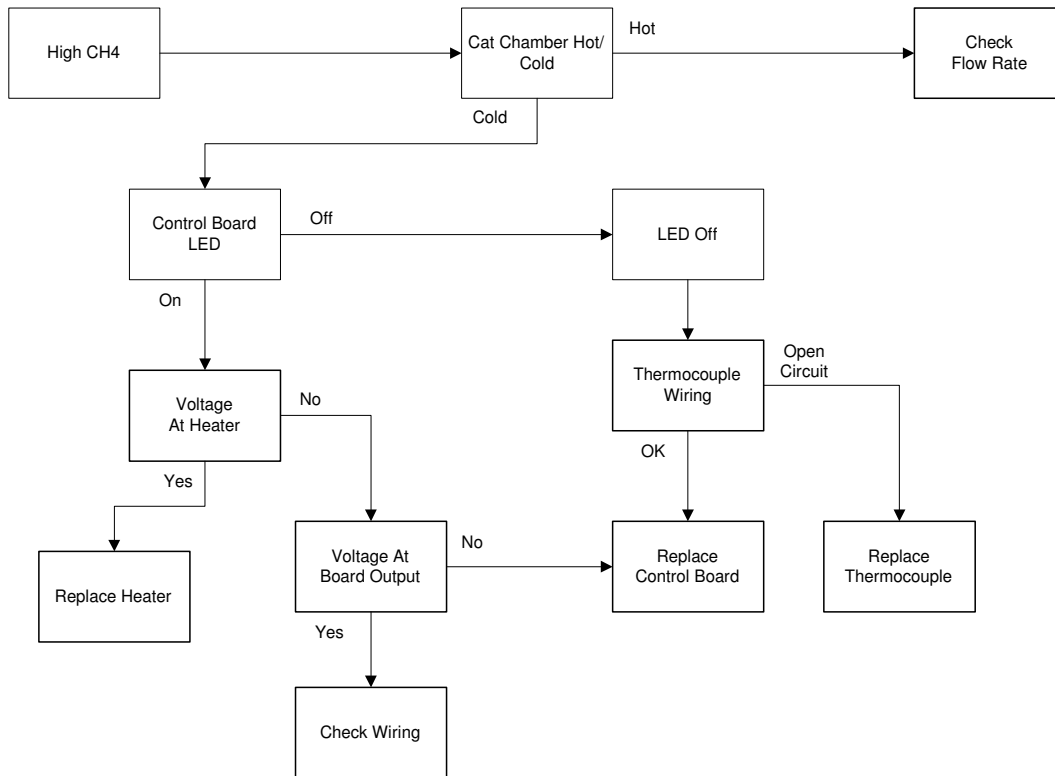 High CH4
Cat Chamber Hot/
Cold
Hot
Check
Flow Rate
Cold
Control Board
LED
Off
LED Off
On
Voltage
At Heater
No
Thermocouple
Wiring
Open
Circuit
Yes
OK
Replace Heater
Voltage At
Board Output
No
Replace
Control Board
Replace
Thermocouple
Yes
Check Wiring